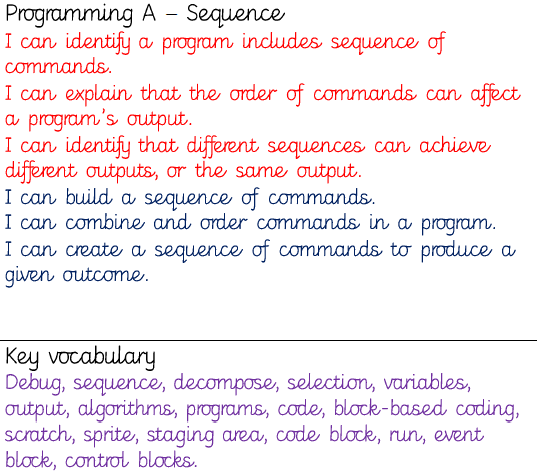 Programming A – Sequence
I can identify a program includes sequence of
commands.
I can explain that the order of commands can affect
a program's output.
I can identify that different sequences can achieve
different outputs, or the same output.
I can build a sequence of commands.
I can combine and order commands in a program.
I can create a sequence of commands to produce a
given outcome.
Key vocabulary
Debug, sequence, decompose, selection, variables,
output, algorithms, programs, code, block-based coding,
scratch, sprite, staging area, code block, run, event
block, control blocks.